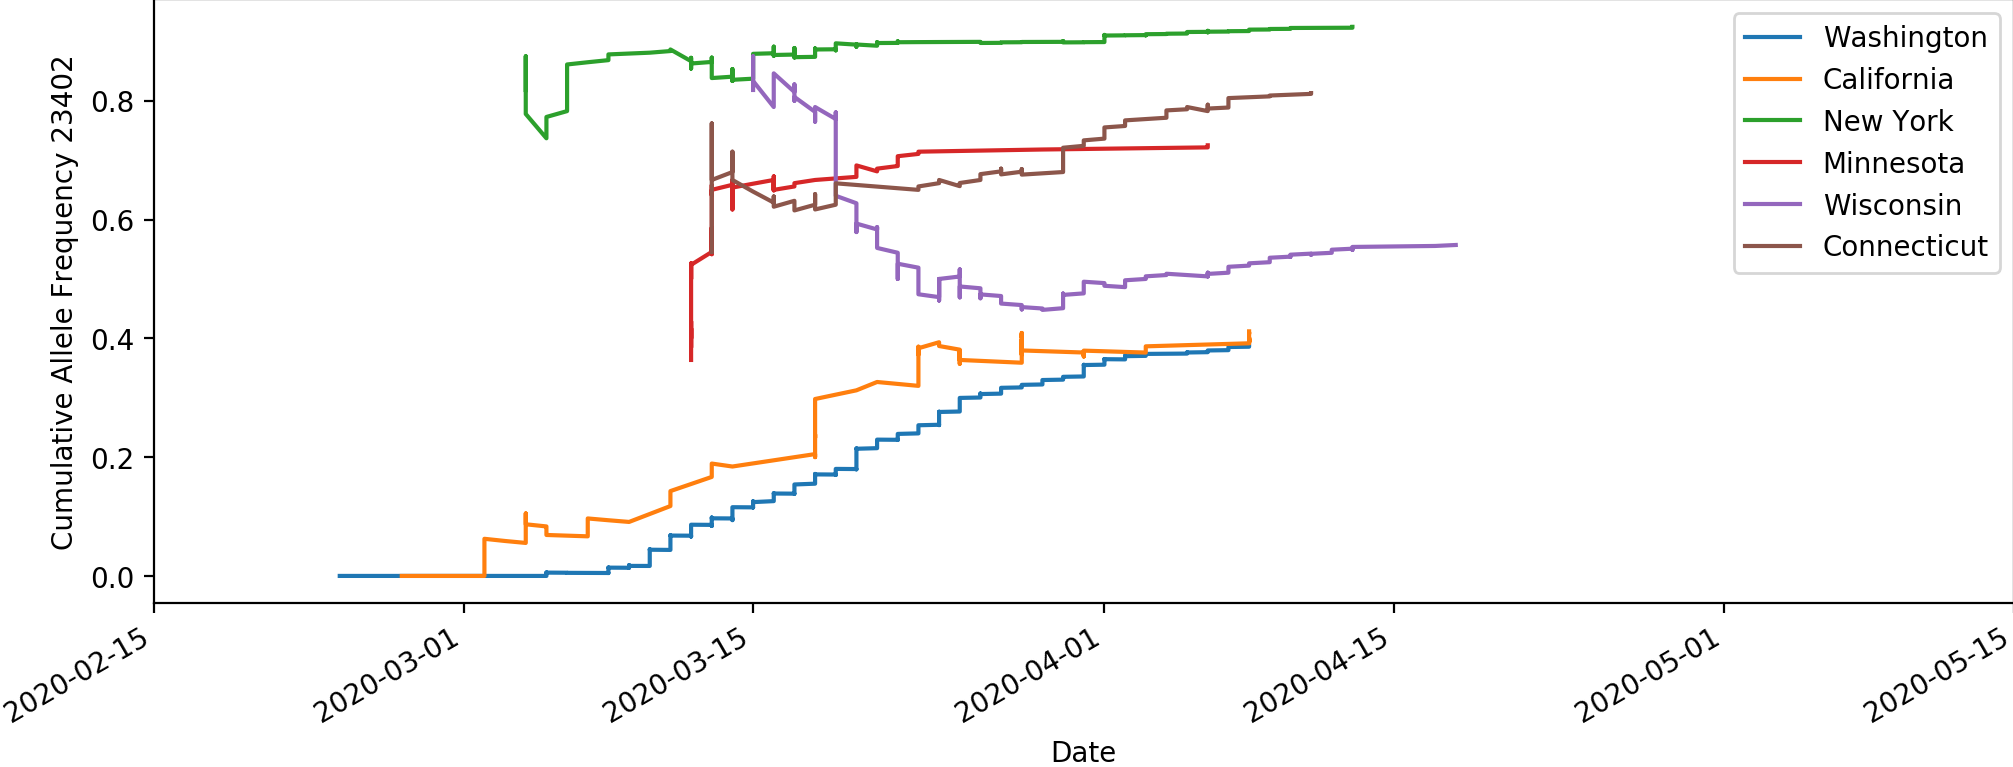 Cumulative Allele Frequency 23402
0.8
0.6
0.4
0.2
0.0
Washington
California
New York
Minnesota
Wisconsin
Connecticut
2020-02-15
2020-03-01
2020-03-15
2020-04-01
2020-04-15
2020-05-01
2020-05-15
Date